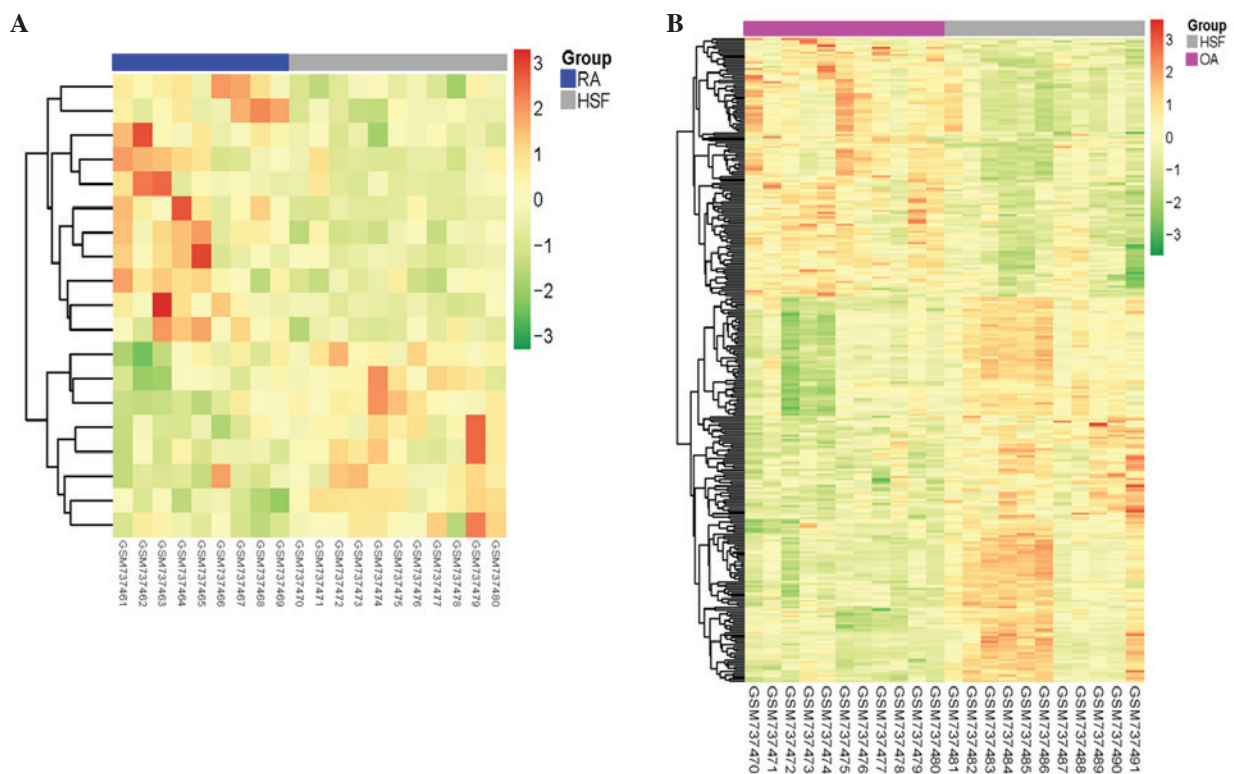 A
Group
RA
HSF
3
2
1
0
−1
−2
−3
GSM737461
GSM737462
GSM737463
GSM737464
GSM737465
GSM737466
GSM737467
GSM737468
GSM737469
GSM737470
GSM737471
GSM737472
GSM737473
GSM737474
GSM737475
GSM737476
GSM737477
GSM737478
GSM737479
GSM737480
B
Group
HSF
OA
3
2
1
0
−1
−2
−3
GSM737470
GSM737471
GSM737472
GSM737473
GSM737474
GSM737475
GSM737476
GSM737477
GSM737478
GSM737479
GSM737480
GSM737481
GSM737482
GSM737483
GSM737484
GSM737485
GSM737486
GSM737487
GSM737488
GSM737489
GSM737490
GSM737491